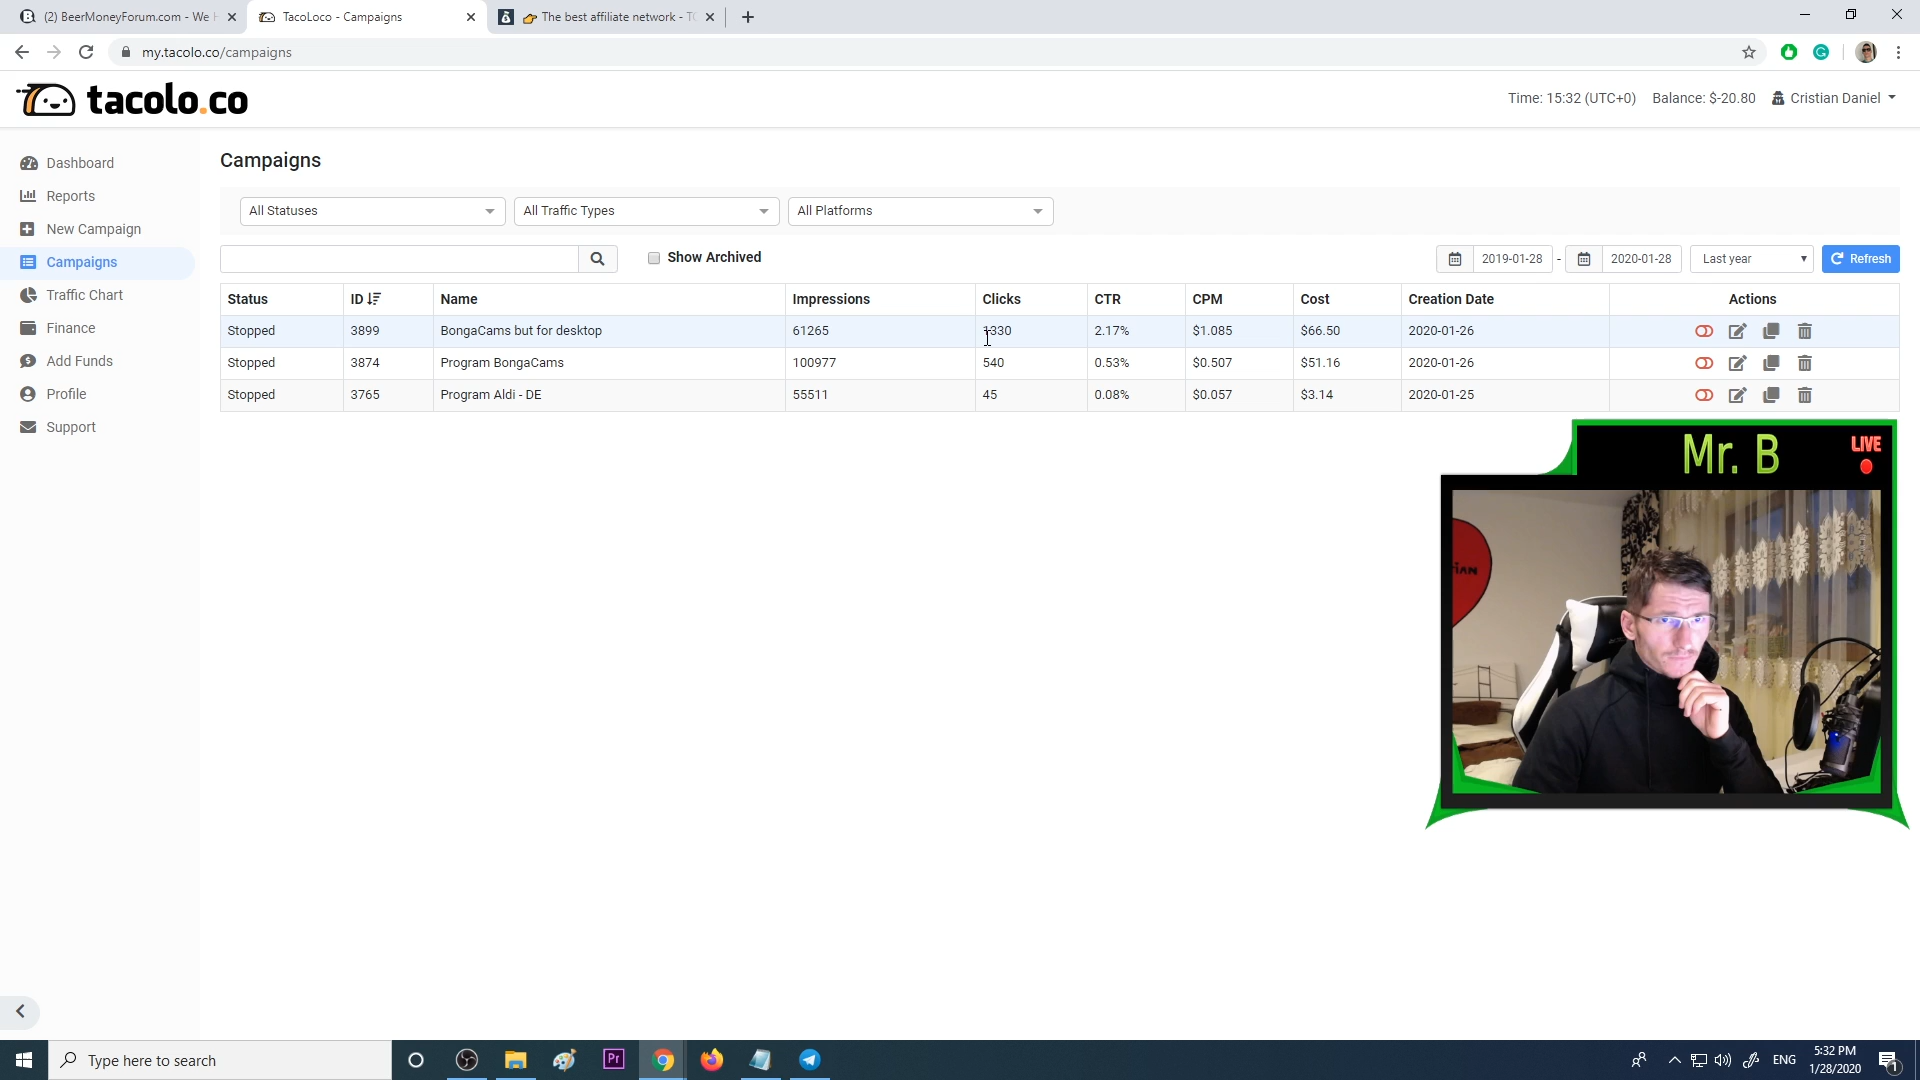 (2) BeerMoneyForum.com - We H
TacoLoco - Campaigns
The best affiliate network - TO
my.tacolo.co/campaigns
tacolo.co
Time: 15:32 (UTC+0)
Balance: $-20.80
Cristian Daniel
Dashboard
Reports
New Campaign
Campaigns
Traffic Chart
Finance
Add Funds
Profile
Support
Campaigns
All Statuses
All Traffic Types
All Platforms
Show Archived
2019-01-28 - 2020-01-28
Last year
Refresh
Status ID Name Impressions Clicks CTR CPM Cost Creation Date Actions
Stopped 3899 BongaCams but for desktop 61265 1330 2.17% $1.085 $66.50 2020-01-26
Stopped 3874 Program BongaCams 100977 540 0.53% $0.507 $51.16 2020-01-26
Stopped 3765 Program Aldi - DE 55511 45 0.08% $0.057 $3.14 2020-01-25
Mr. B
LIVE
Type here to search
Pr
ENG
5:32 PM
1/28/2020
1